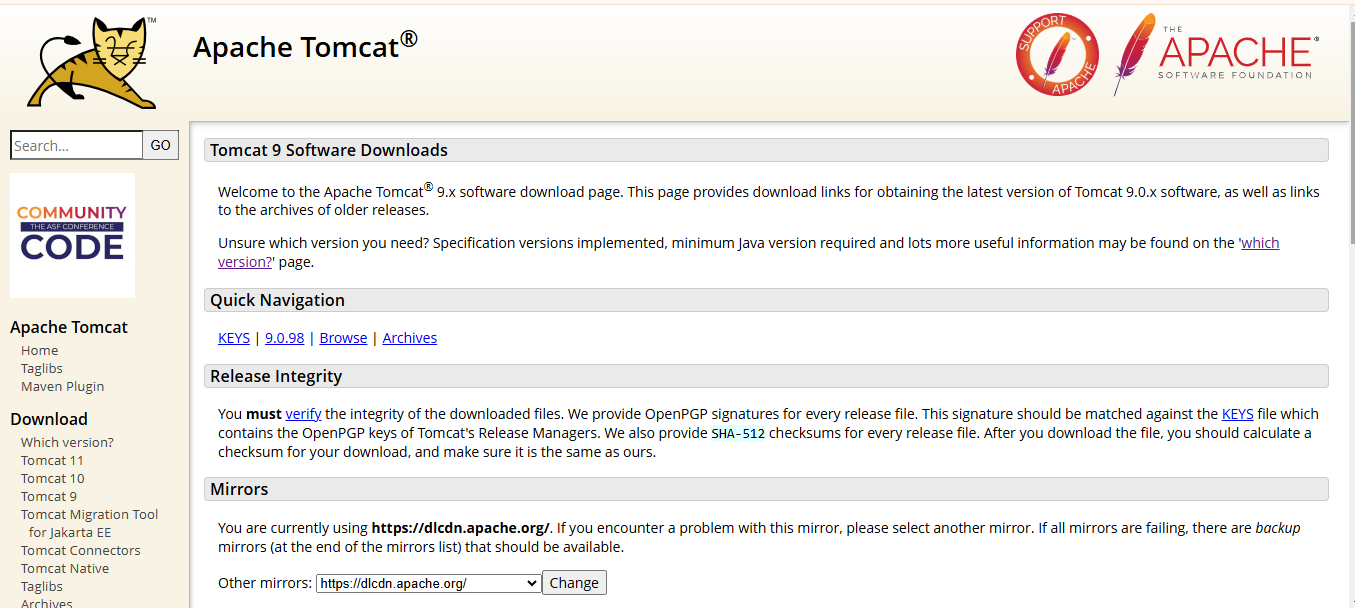 TM
Apache Tomcat®
SUPPORT
APACHE
THE
APACHE®
SOFTWARE FOUNDATION
Search...
GO
COMMUNITY
THE ASF CONFERENCE
CODE
Apache Tomcat
Home
Taglibs
Maven Plugin
Download
Which version?
Tomcat 11
Tomcat 10
Tomcat 9
Tomcat Migration Tool
for Jakarta EE
Tomcat Connectors
Tomcat Native
Taglibs
Archives
Tomcat 9 Software Downloads
Welcome to the Apache Tomcat® 9.x software download page. This page provides download links for obtaining the latest version of Tomcat 9.0.x software, as well as links
to the archives of older releases.
Unsure which version you need? Specification versions implemented, minimum Java version required and lots more useful information may be found on the 'which
version?' page.
Quick Navigation
KEYS | 9.0.98 | Browse | Archives
Release Integrity
You must verify the integrity of the downloaded files. We provide OpenPGP signatures for every release file. This signature should be matched against the KEYS file which
contains the OpenPGP keys of Tomcat's Release Managers. We also provide SHA-512 checksums for every release file. After you download the file, you should calculate a
checksum for your download, and make sure it is the same as ours.
Mirrors
You are currently using https://dlcdn.apache.org/. If you encounter a problem with this mirror, please select another mirror. If all mirrors are failing, there are backup
mirrors (at the end of the mirrors list) that should be available.
Other mirrors: https://dlcdn.apache.org/ Change